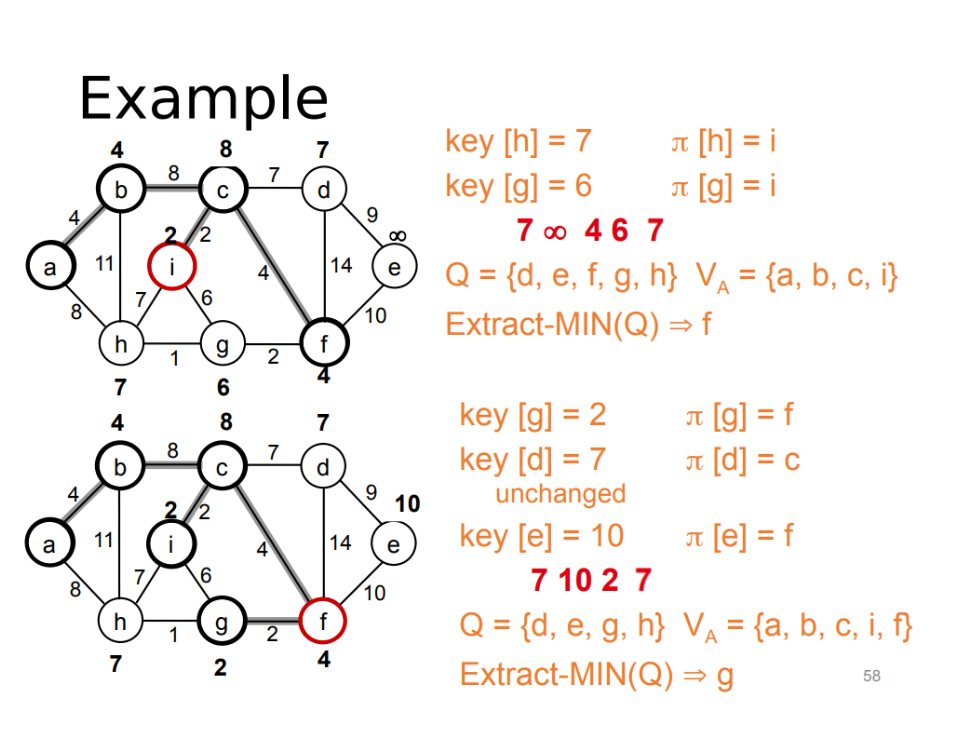 Example
4 8 7
b 8 c 7 d
4 9
2 2 ∞
a 11 i 4 14 e
8 7 6 10
h 1 g 2 f
7 6 4
key [h] = 7 π [h] = i
key [g] = 6 π [g] = i
7 ∞ 4 6 7
Q = {d, e, f, g, h} V_A = {a, b, c, i}
Extract-MIN(Q) ⇒ f
4 8 7
b 8 c 7 d
4 9
2 2 10
a 11 i 4 14 e
8 7 6 10
h 1 g 2 f
7 2 4
key [g] = 2 π [g] = f
key [d] = 7 π [d] = c
unchanged
key [e] = 10 π [e] = f
7 10 2 7
Q = {d, e, g, h} V_A = {a, b, c, i, f}
Extract-MIN(Q) ⇒ g
58